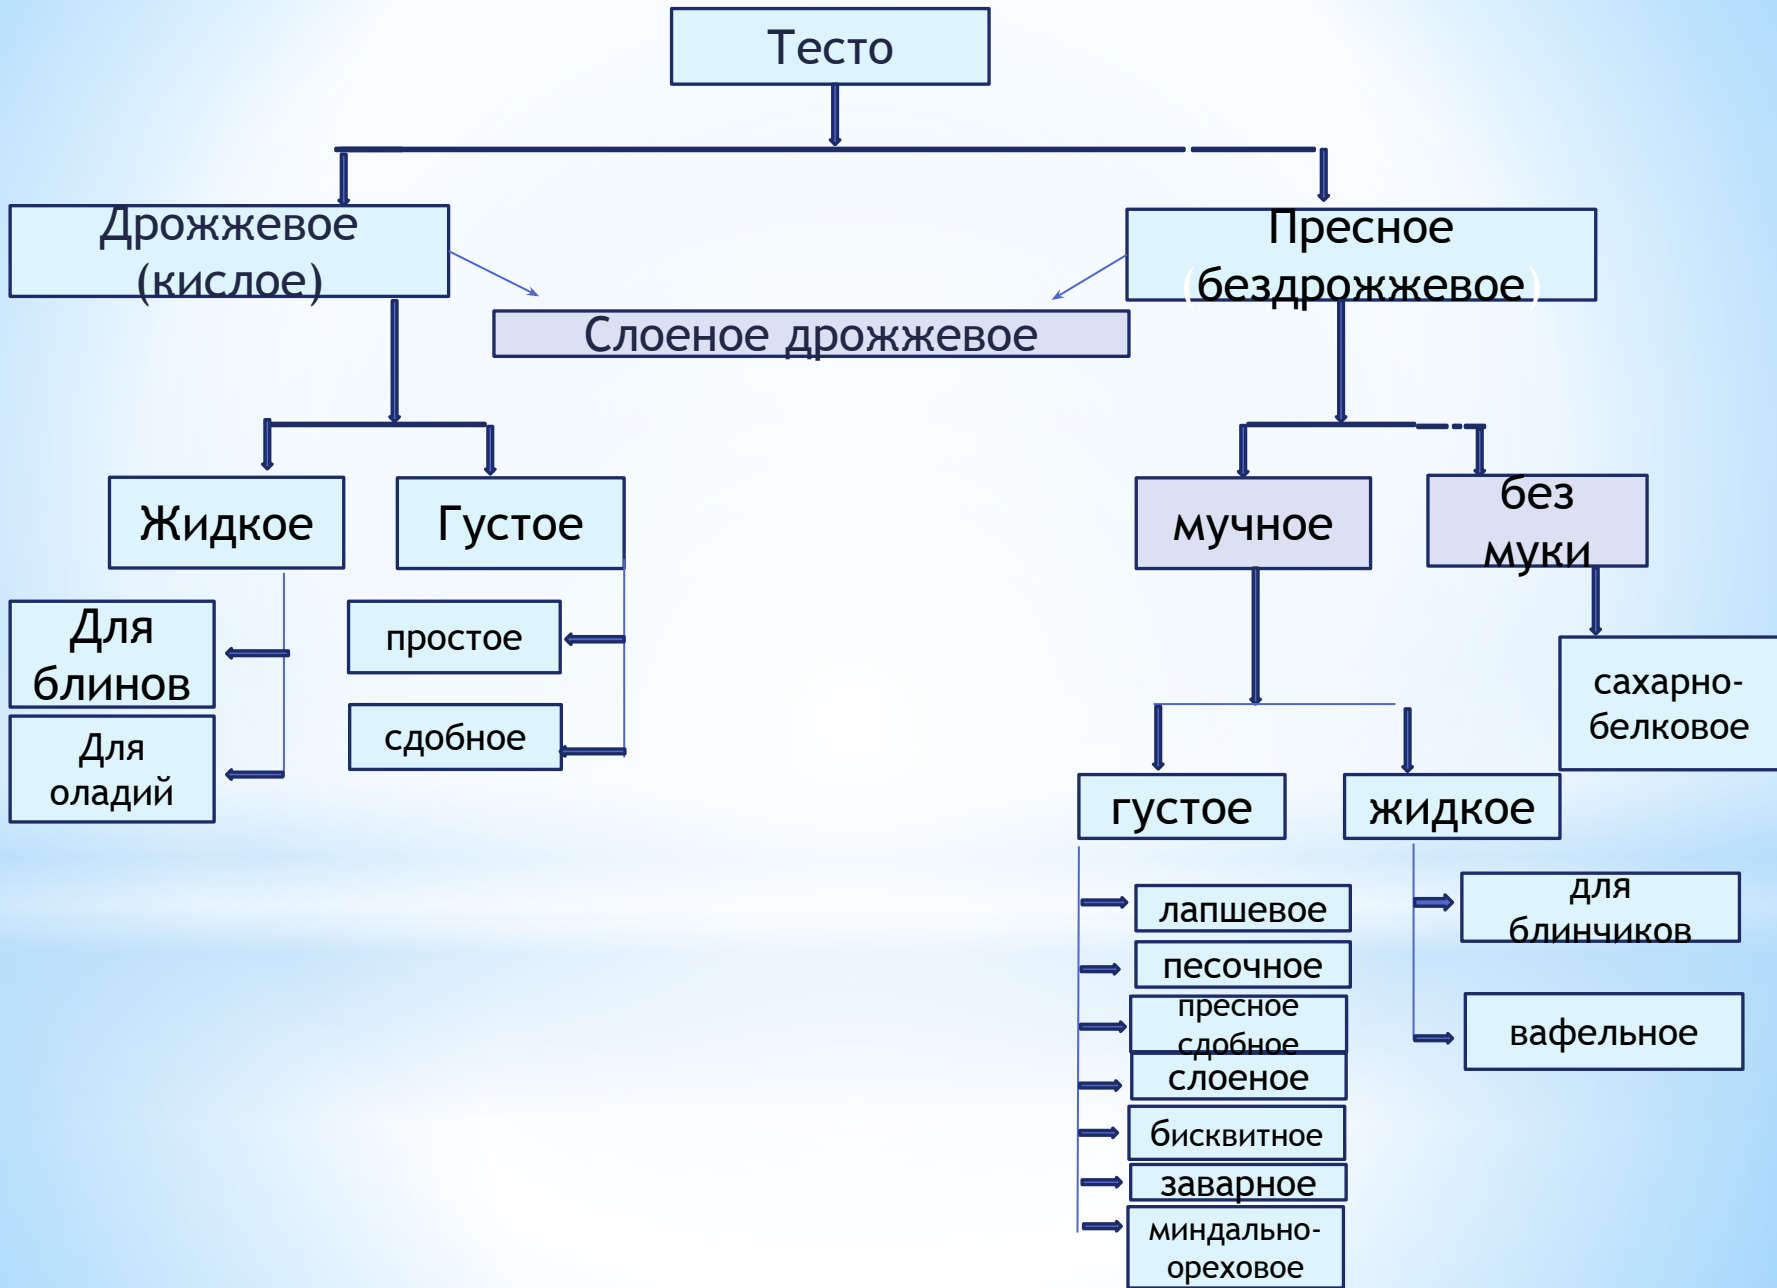 Тесто
Дрожжевое
(кислое)
Пресное
(бездрожжевое)
Слоеное дрожжевое
Жидкое
Густое
мучное
без
муки
Для
блинов
простое
сахарно-
белковое
Для
оладий
сдобное
густое
жидкое
лапшевое
для
блинчиков
песочное
пресное
сдобное
вафельное
слоеное
бисквитное
заварное
миндально-
ореховое